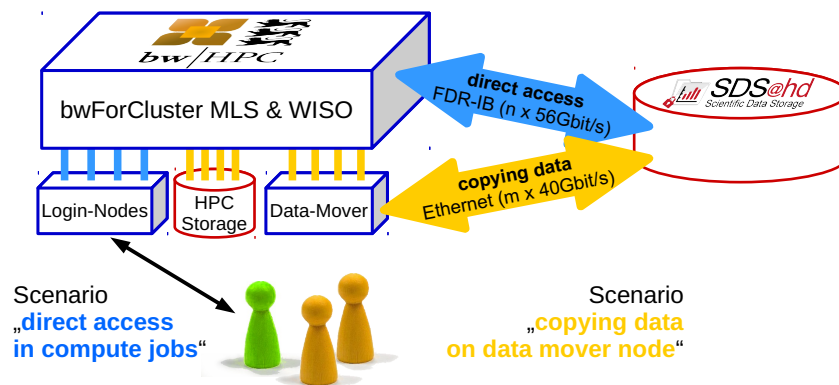 bw|HPC
bwForCluster MLS & WISO
direct access
FDR-IB (n x 56Gbit/s)
SDS@hd
Scientific Data Storage
copying data
Ethernet (m x 40Gbit/s)
Login-Nodes
HPC
Storage
Data-Mover
Scenario
„direct access
in compute jobs“
Scenario
„copying data
on data mover node“